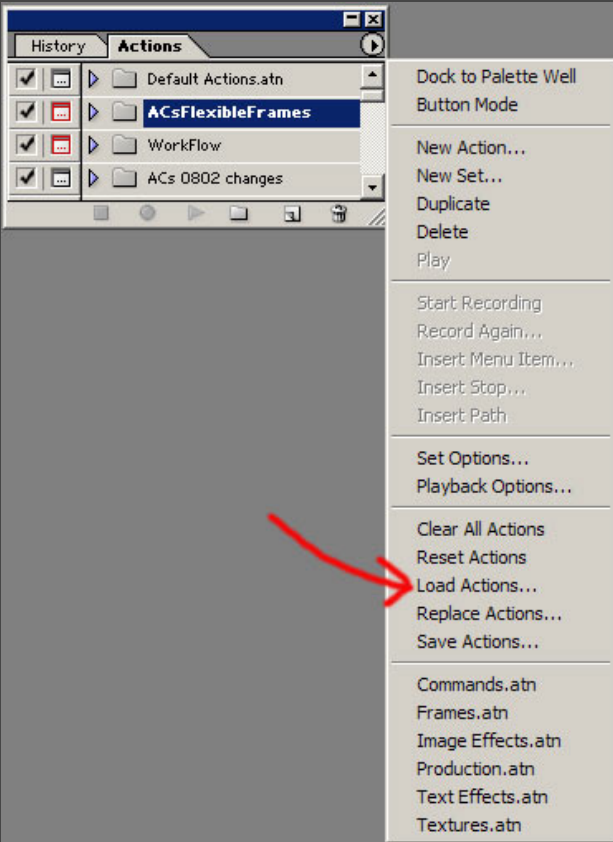 History
Actions
Default Actions.atn
ACsFlexibleFrames
WorkFlow
ACs 0802 changes
Dock to Palette Well
Button Mode
New Action...
New Set...
Duplicate
Delete
Play
Start Recording
Record Again...
Insert Menu Item...
Insert Stop...
Insert Path
Set Options...
Playback Options...
Clear All Actions
Reset Actions
Load Actions...
Replace Actions...
Save Actions...
Commands.atn
Frames.atn
Image Effects.atn
Production.atn
Text Effects.atn
Textures.atn